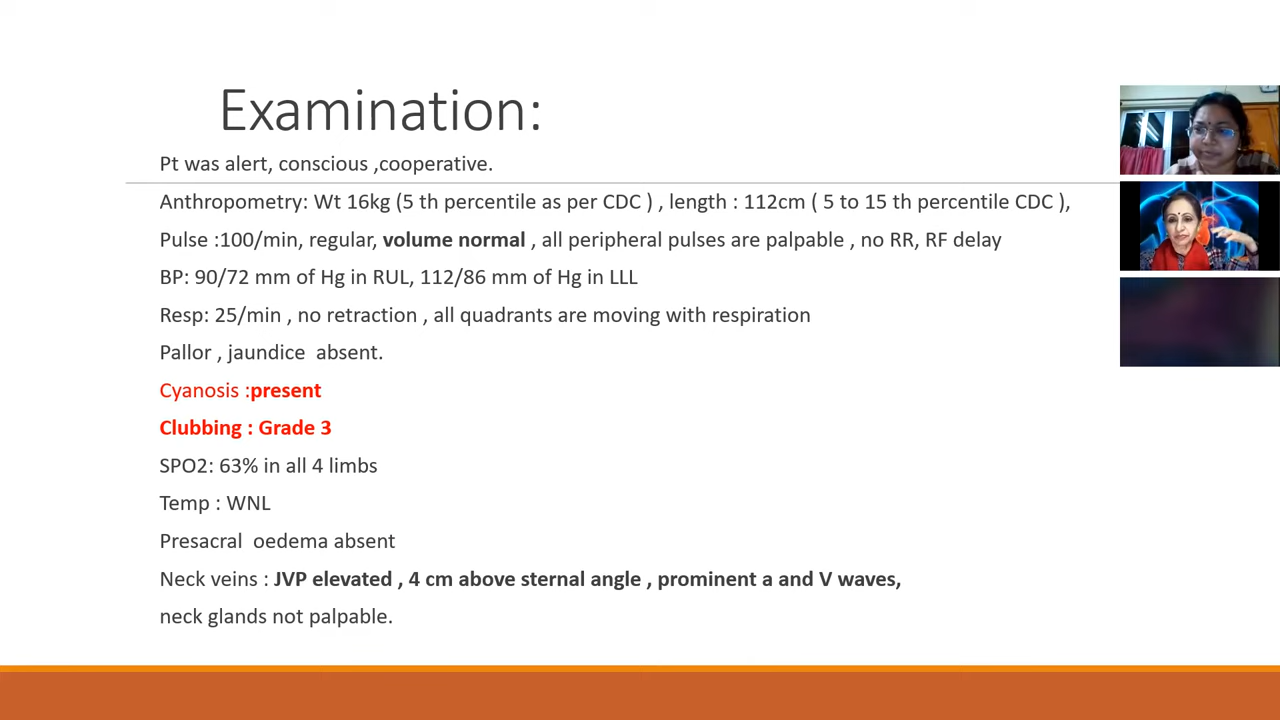 Examination:
Pt was alert, conscious ,cooperative.
Anthropometry: Wt 16kg (5 th percentile as per CDC ) , length : 112cm ( 5 to 15 th percentile CDC ),
Pulse :100/min, regular, volume normal , all peripheral pulses are palpable , no RR, RF delay
BP: 90/72 mm of Hg in RUL, 112/86 mm of Hg in LLL
Resp: 25/min , no retraction , all quadrants are moving with respiration
Pallor , jaundice  absent.
Cyanosis :present
Clubbing : Grade 3
SPO2: 63% in all 4 limbs
Temp : WNL
Presacral  oedema absent
Neck veins : JVP elevated , 4 cm above sternal angle , prominent a and V waves,
neck glands not palpable.